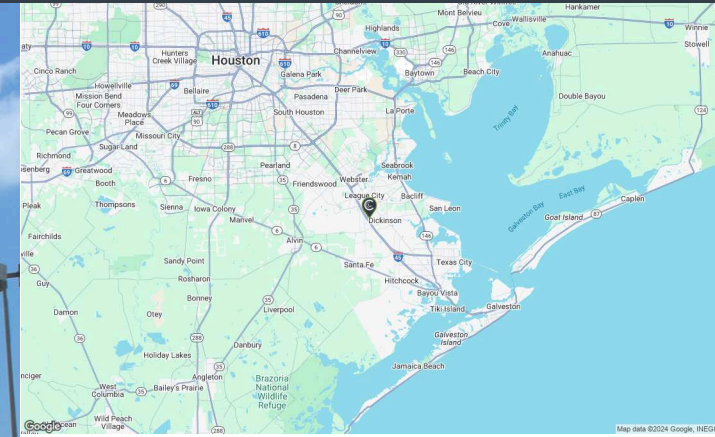 Mont Belvieu
Hankamer
Wallisville
Cove
Winnie
Stowell
Highlands
Anahuac
Channelview
Hunters
Creek Village
Houston
Galena Park
Baytown
Beach City
Cinco Ranch
Howellville
Bellaire
Deer Park
Double Bayou
Mission Bend
Four Corners
Pasadena
Meadows
Place
South Houston
La Porte
Trinity Bay
Pecan Grove
Missouri City
Sugar Land
Richmond
Pearland
Seabrook
Greatwood
Webster
Kemah
Booth
Fresno
Friendswood
League City
Bacliff
East Bay
Caplen
Pleak
Thompsons
Sienna
Iowa Colony
San Leon
Galveston Bay
Goat Island
Manvel
Dickinson
Fairchilds
Alvin
Guy
Sandy Point
Santa Fe
Texas City
Rosharon
Hitchcock
Bonney
Bayou Vista
Damon
Otey
Liverpool
Tiki Island
Galveston
Danbury
Galveston
Island
Holiday Lakes
Jamaica Beach
Angleton
West
Columbia
Bailey's Prairie
Brazoria
National
Wildlife
Refuge
Wild Peach
Village
Google
Map data ©2024 Google, INEGI